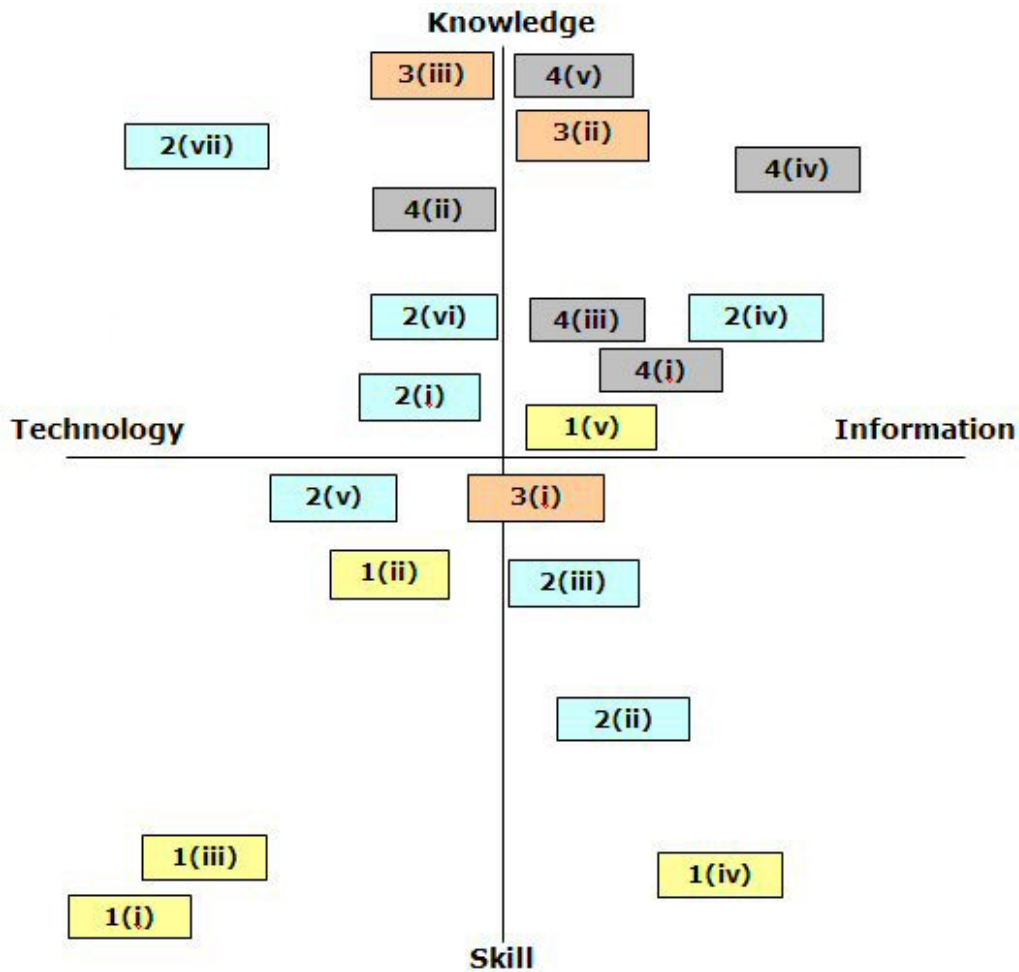 Knowledge
3(iii)
4(v)
3(ii)
2(vii)
4(iv)
4(ii)
2(vi)
4(iii)
2(iv)
4(i)
2(i)
1(v)
Technology
Information
2(v)
3(i)
1(ii)
2(iii)
2(ii)
1(iii)
1(iv)
1(i)
Skill